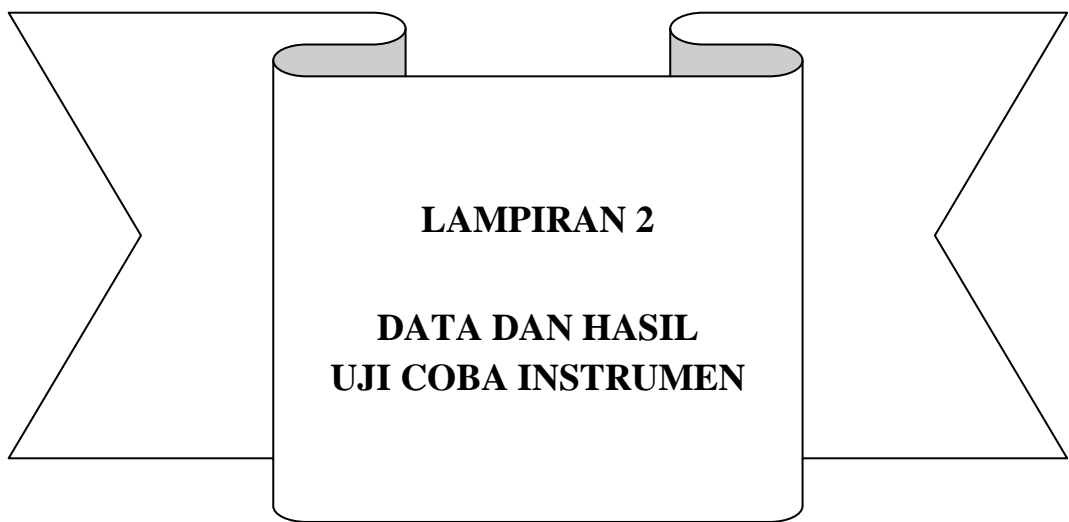 LAMPIRAN 2
DATA DAN HASIL
UJI COBA INSTRUMEN